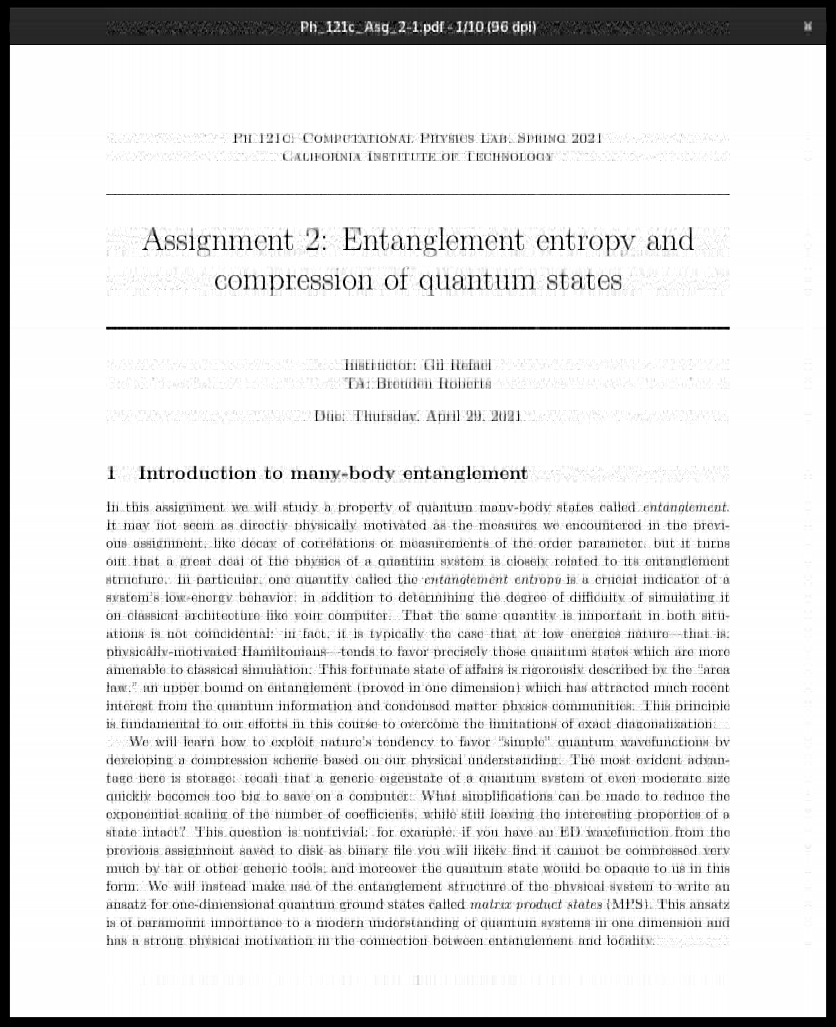 Ph_121c_Asg_2-1.pdf - 1/10 (96 dpi)
Ph 121c: Computational Physics Lab, Spring 2021
California Institute of Technology
Assignment 2: Entanglement entropy and
compression of quantum states
Instructor: Gil Refael
TA: Brenden Roberts
Due: Thursday, April 29, 2021
1 Introduction to many-body entanglement
In this assignment we will study a property of quantum many-body states called entanglement.
It may not seem as directly physically motivated as the measures we encountered in the previ-
ous assignment, like decay of correlations or measurements of the order parameter, but it turns
out that a great deal of the physics of a quantum system is closely related to its entanglement
structure. In particular, one quantity called the entanglement entropy is a crucial indicator of a
system's low-energy behavior, in addition to determining the degree of difficulty of simulating it
on classical architecture like your computer. That the same quantity is important in both situ-
ations is not coincidental: in fact, it is typically the case that at low energies nature—that is,
physically-motivated Hamiltonians—tends to favor precisely those quantum states which are more
amenable to classical simulation. This fortunate state of affairs is rigorously described by the "area
law," an upper bound on entanglement (proved in one dimension) which has attracted much recent
interest from the quantum information and condensed matter physics communities. This principle
is fundamental to our efforts in this course to overcome the limitations of exact diagonalization.
We will learn how to exploit nature's tendency to favor "simple" quantum wavefunctions by
developing a compression scheme based on our physical understanding. The most evident advan-
tage here is storage: recall that a generic eigenstate of a quantum system of even moderate size
quickly becomes too big to save on a computer. What simplifications can be made to reduce the
exponential scaling of the number of coefficients, while still leaving the interesting properties of a
state intact? This question is nontrivial: for example, if you have an ED wavefunction from the
previous assignment saved to disk as binary file you will likely find it cannot be compressed very
much by tar or other generic tools, and moreover the quantum state would be opaque to us in this
form. We will instead make use of the entanglement structure of the physical system to write an
ansatz for one-dimensional quantum ground states called matrix product states (MPS). This ansatz
is of paramount importance to a modern understanding of quantum systems in one dimension and
has a strong physical motivation in the connection between entanglement and locality.
1